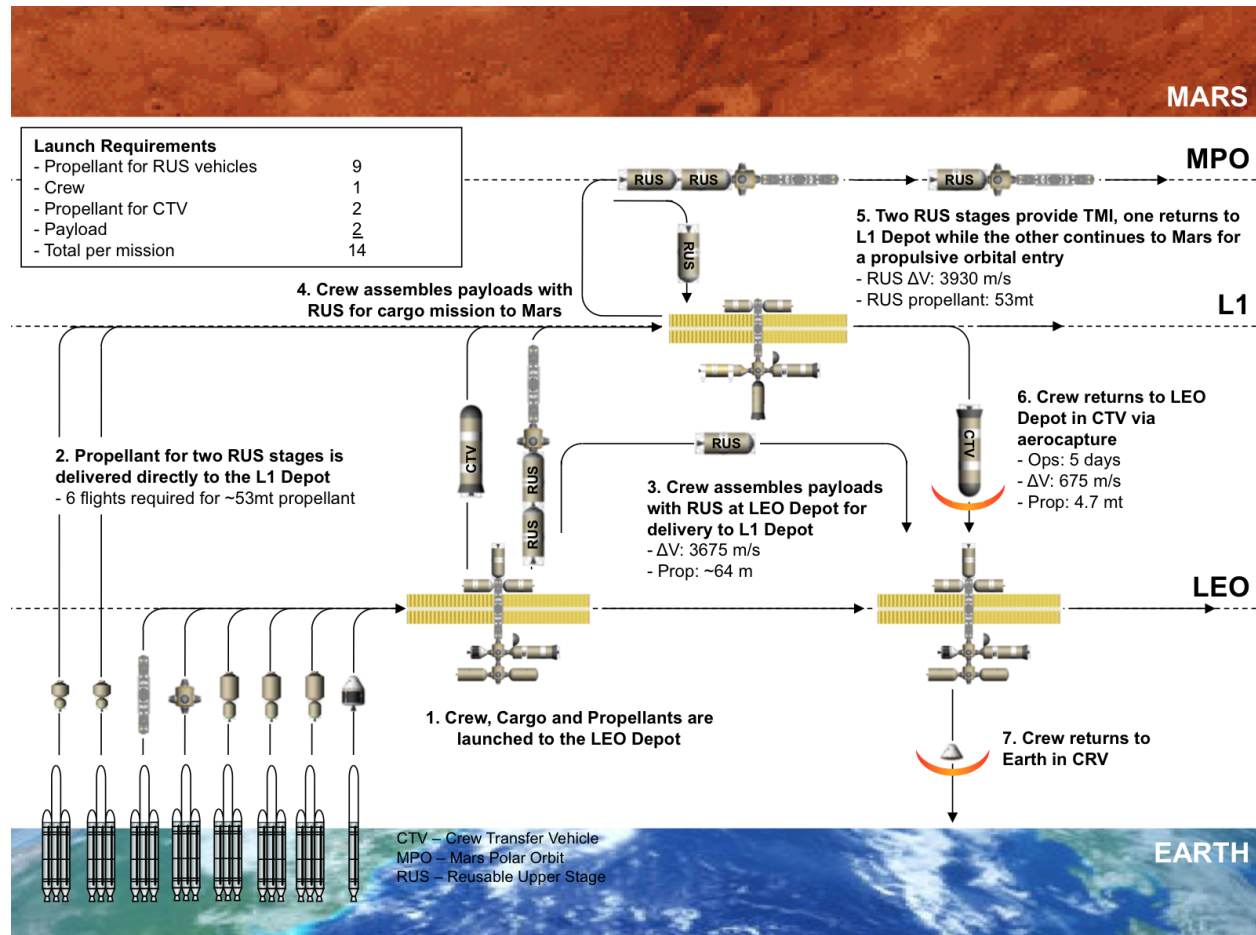 MARS
Launch Requirements
- Propellant for RUS vehicles 9
- Crew 1
- Propellant for CTV 2
- Payload 2
- Total per mission 14
MPO
RUS RUS
RUS
RUS
5. Two RUS stages provide TMI, one returns to
L1 Depot while the other continues to Mars for
a propulsive orbital entry
- RUS ΔV: 3930 m/s
- RUS propellant: 53mt
4. Crew assembles payloads with
RUS for cargo mission to Mars
L1
2. Propellant for two RUS stages is
delivered directly to the L1 Depot
- 6 flights required for ~53mt propellant
CTV
RUS
RUS
RUS
3. Crew assembles payloads
with RUS at LEO Depot for
delivery to L1 Depot
- ΔV: 3675 m/s
- Prop: ~64 m
CTV
6. Crew returns to LEO
Depot in CTV via
aerocapture
- Ops: 5 days
- ΔV: 675 m/s
- Prop: 4.7 mt
LEO
1. Crew, Cargo and Propellants are
launched to the LEO Depot
7. Crew returns to
Earth in CRV
CTV – Crew Transfer Vehicle
MPO – Mars Polar Orbit
RUS – Reusable Upper Stage
EARTH